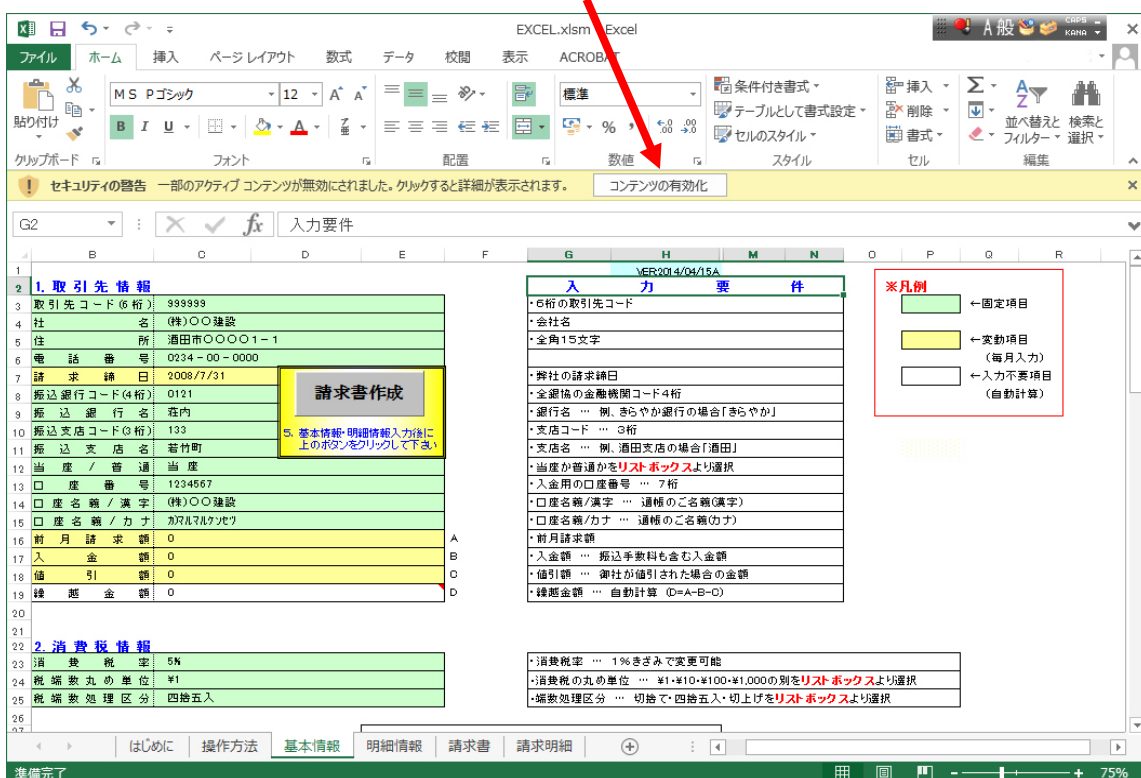 EXCEL.xlsm - Excel
A 般 CAPS KANA
ファイル ホーム 挿入 ページ レイアウト 数式 データ 校閲 表示 ACROBAT
貼り付け
MS Pゴシック 12 A A
B I U A
標準
% ,
条件付き書式
テーブルとして書式設定
セルのスタイル
挿入
削除
書式
並べ替えと フィルター
検索と 選択
クリップボード フォント 配置 数値 スタイル セル 編集
セキュリティの警告 一部のアクティブ コンテンツが無効にされました。クリックすると詳細が表示されます。 コンテンツの有効化
G2 fx 入力要件
B C D E F G H M N O P Q R
1 VER2014/04/15A
2 1. 取引先情報 入力要件 ※凡例
3 取引先コード(6桁) 999999 ・6桁の取引先コード ←固定項目
4 社名 (株)〇〇建設 ・会社名
5 住所 酒田市〇〇〇〇1-1 ・全角15文字 ←変動項目
6 電話番号 0234-00-0000 (毎月入力)
7 請求締日 2008/7/31 ・弊社の請求締日 ←入力不要項目
8 振込銀行コード(4桁) 0121 請求書作成 ・全銀協の金融機関コード4桁 (自動計算)
9 振込銀行名 荘内 ・銀行名 … 例、きらやか銀行の場合「きらやか」
10 振込支店コード(3桁) 133 5. 基本情報・明細情報入力後に ・支店コード … 3桁
11 振込支店名 若竹町 上のボタンをクリックして下さい ・支店名 … 例、酒田支店の場合「酒田」
12 当座/普通 当座 ・当座か普通かをリストボックスより選択
13 口座番号 1234567 ・入金用の口座番号 … 7桁
14 口座名義/漢字 (株)〇〇建設 ・口座名義/漢字 … 通帳のご名義(漢字)
15 口座名義/カナ カ)マルマルケンセツ ・口座名義/カナ … 通帳のご名義(カナ)
16 前月請求額 0 A ・前月請求額
17 入金額 0 B ・入金額 … 振込手数料も含む入金額
18 値引額 0 C ・値引額 … 御社が値引された場合の金額
19 繰越金額 0 D ・繰越金額 … 自動計算 (D=A-B-C)
20
21
22 2. 消費税情報
23 消費税率 5% ・消費税率 … 1%きざみで変更可能
24 税端数丸め単位 ¥1 ・消費税の丸め単位 … ¥1・¥10・¥100・¥1,000の別をリストボックスより選択
25 税端数処理区分 四捨五入 ・端数処理区分 … 切捨て・四捨五入・切上げをリストボックスより選択
26
27
はじめに 操作方法 基本情報 明細情報 請求書 請求明細
準備完了 75%